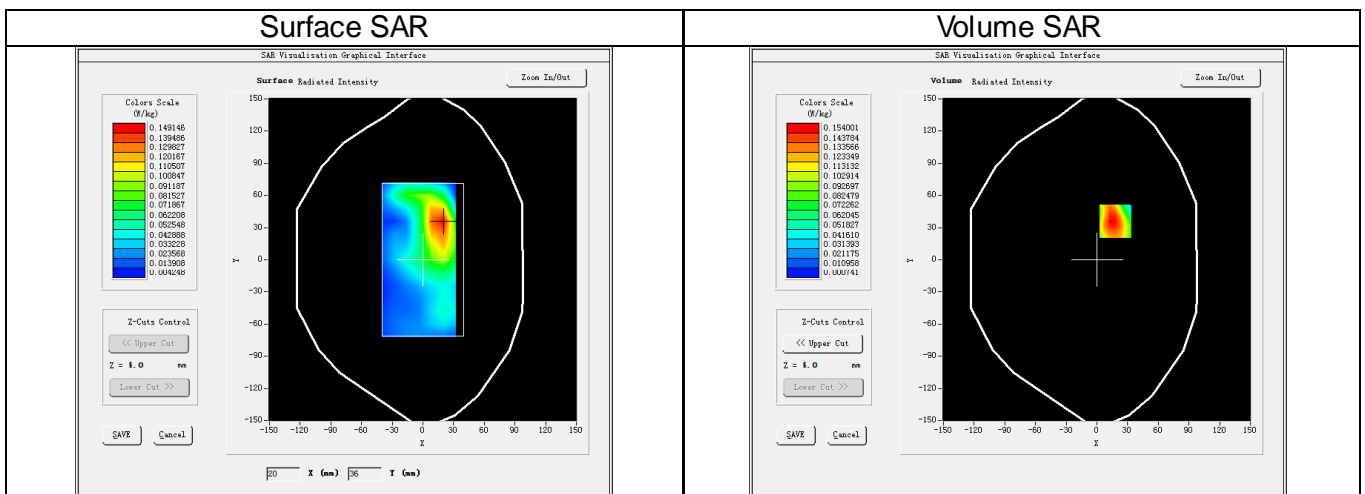 Surface SAR
SAR Visualisation Graphical Interface
Surface Radiated Intensity
Zoom In/Out
Colors Scale
(W/kg)
0.149146
0.139486
0.129827
0.120167
0.110507
0.100847
0.091187
0.081527
0.071867
0.062208
0.052548
0.042888
0.033228
0.023568
0.013908
0.004248
150
120
90
60
30
0
-30
-60
-90
-120
-150
Y
-150 -120 -90 -60 -30 0 30 60 90 120 150
X
Z-Cuts Control
<< Upper Cut
Z = 4.0 mm
Lower Cut >>
SAVE Cancel
20 X (mm) 36 Y (mm)
Volume SAR
SAR Visualisation Graphical Interface
Volume Radiated Intensity
Zoom In/Out
Colors Scale
(W/kg)
0.154001
0.143784
0.133566
0.123349
0.113132
0.102914
0.092697
0.082479
0.072262
0.062045
0.051827
0.041610
0.031393
0.021175
0.010958
0.000741
150
120
90
60
30
0
-30
-60
-90
-120
-150
Y
-150 -120 -90 -60 -30 0 30 60 90 120 150
X
Z-Cuts Control
<< Upper Cut
Z = 4.0 mm
Lower Cut >>
SAVE Cancel